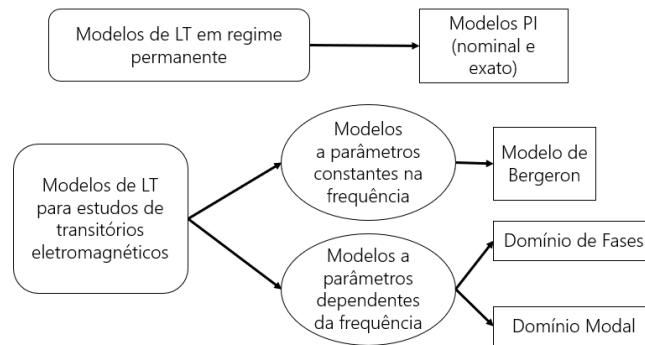 Modelos de LT em regime
permanente
Modelos PI
(nominal e
exato)
Modelos de LT
para estudos de
transitórios
eletromagnéticos
Modelos
a parâmetros
constantes na
frequência
Modelo de
Bergeron
Modelos a
parâmetros
dependentes
da frequência
Domínio de Fases
Domínio Modal